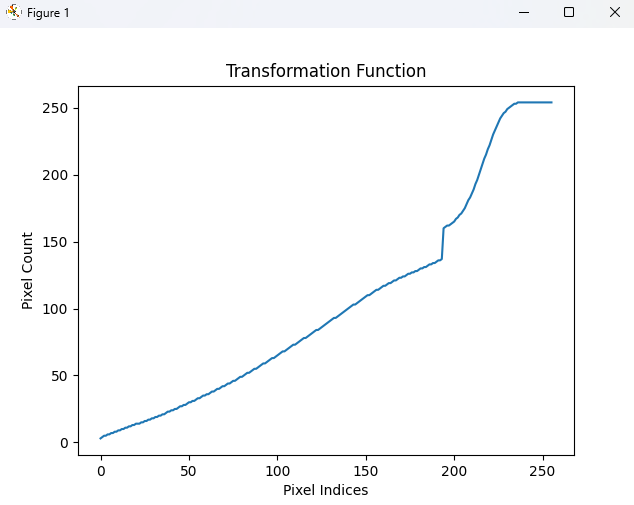 Figure 1
Transformation Function
250
200
150
100
50
0
Pixel Count
0 50 100 150 200 250
Pixel Indices